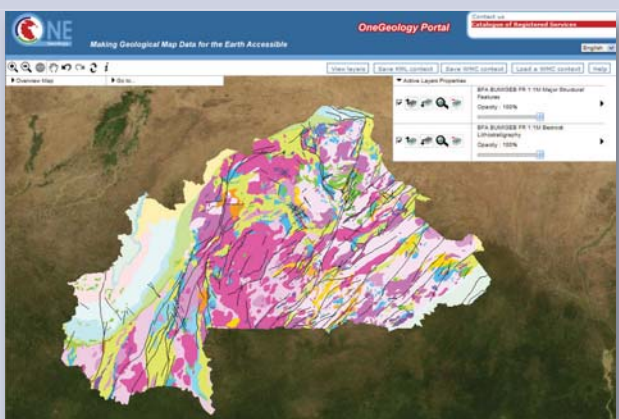 ONE
OneGeology Portal
Contact us
Catalogue of Registered Services
Making Geological Map Data for the Earth Accessible
English
View layers
Save KML context
Save WMC context
Load a WMC context
Help
Overview Map
Go to...
Active Layers Properties
BFA BUMIGEB FR 1:1M Major Structural
Features
Opacity : 100%
BFA BUMIGEB FR 1:1M Bedrock
Lithostratigraphy
Opacity : 100%